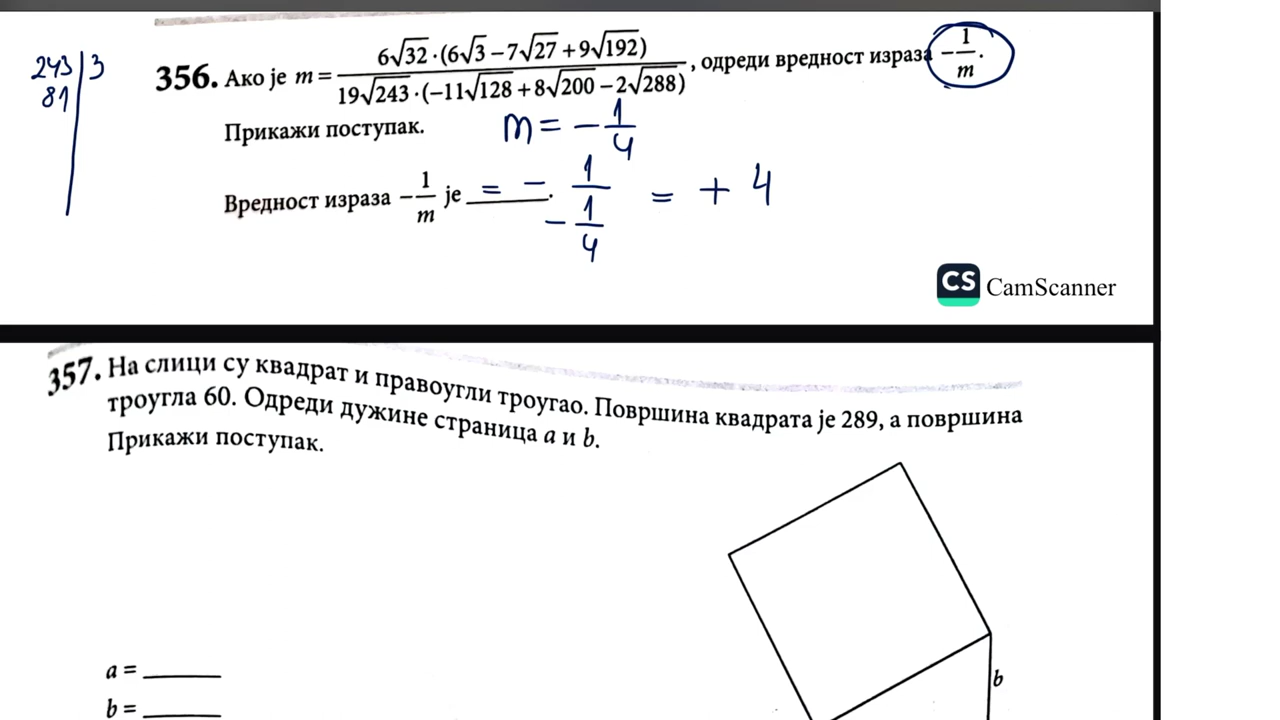 243 3
81
356. Ако је m = 6√32 · (6√3 − 7√27 + 9√192) / 19√243 · (−11√128 + 8√200 − 2√288), одреди вредност израза −1/m.
Прикажи поступак.
m = − 1/4
Вредност израза −1/m је ______.
= − 1/(− 1/4) = + 4
CS CamScanner
357. На слици су квадрат и правоугли троугао. Површина квадрата је 289, а површина
троугла 60. Одреди дужине страница a и b.
Прикажи поступак.
a = ______
b = ______
b